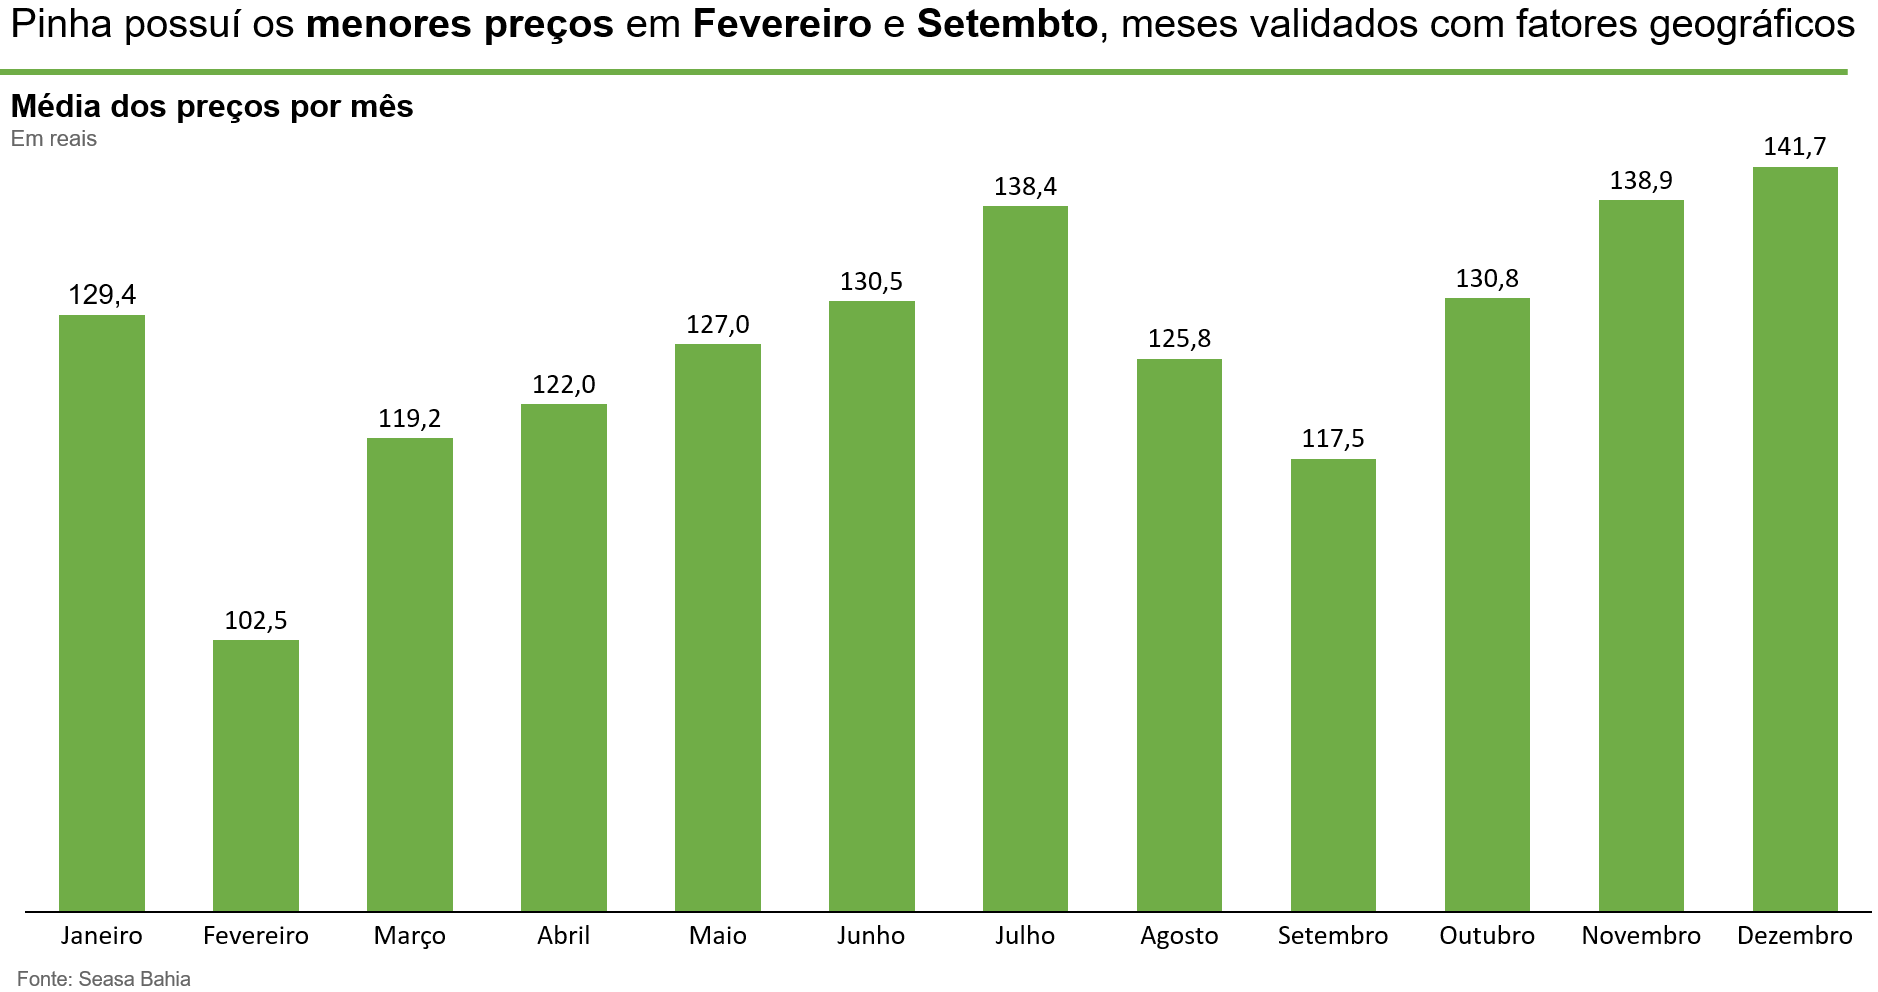 Pinha possuí os menores preços em Fevereiro e Setembto, meses validados com fatores geográficos
Média dos preços por mês
Em reais
129,4
102,5
119,2
122,0
127,0
130,5
138,4
125,8
117,5
130,8
138,9
141,7
Janeiro
Fevereiro
Março
Abril
Maio
Junho
Julho
Agosto
Setembro
Outubro
Novembro
Dezembro
Fonte: Seasa Bahia